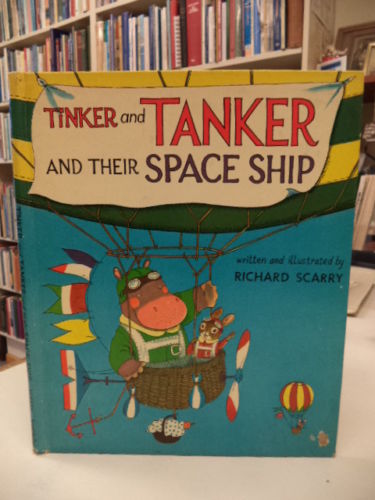 TINKER and TANKER
AND THEIR SPACE SHIP
written and illustrated by
RICHARD SCARRY